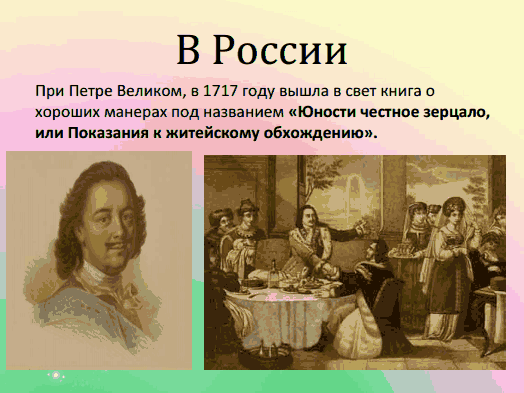 В России
При Петре Великом, в 1717 году вышла в свет книга о
хороших манерах под названием «Юности честное зерцало,
или Показания к житейскому обхождению».